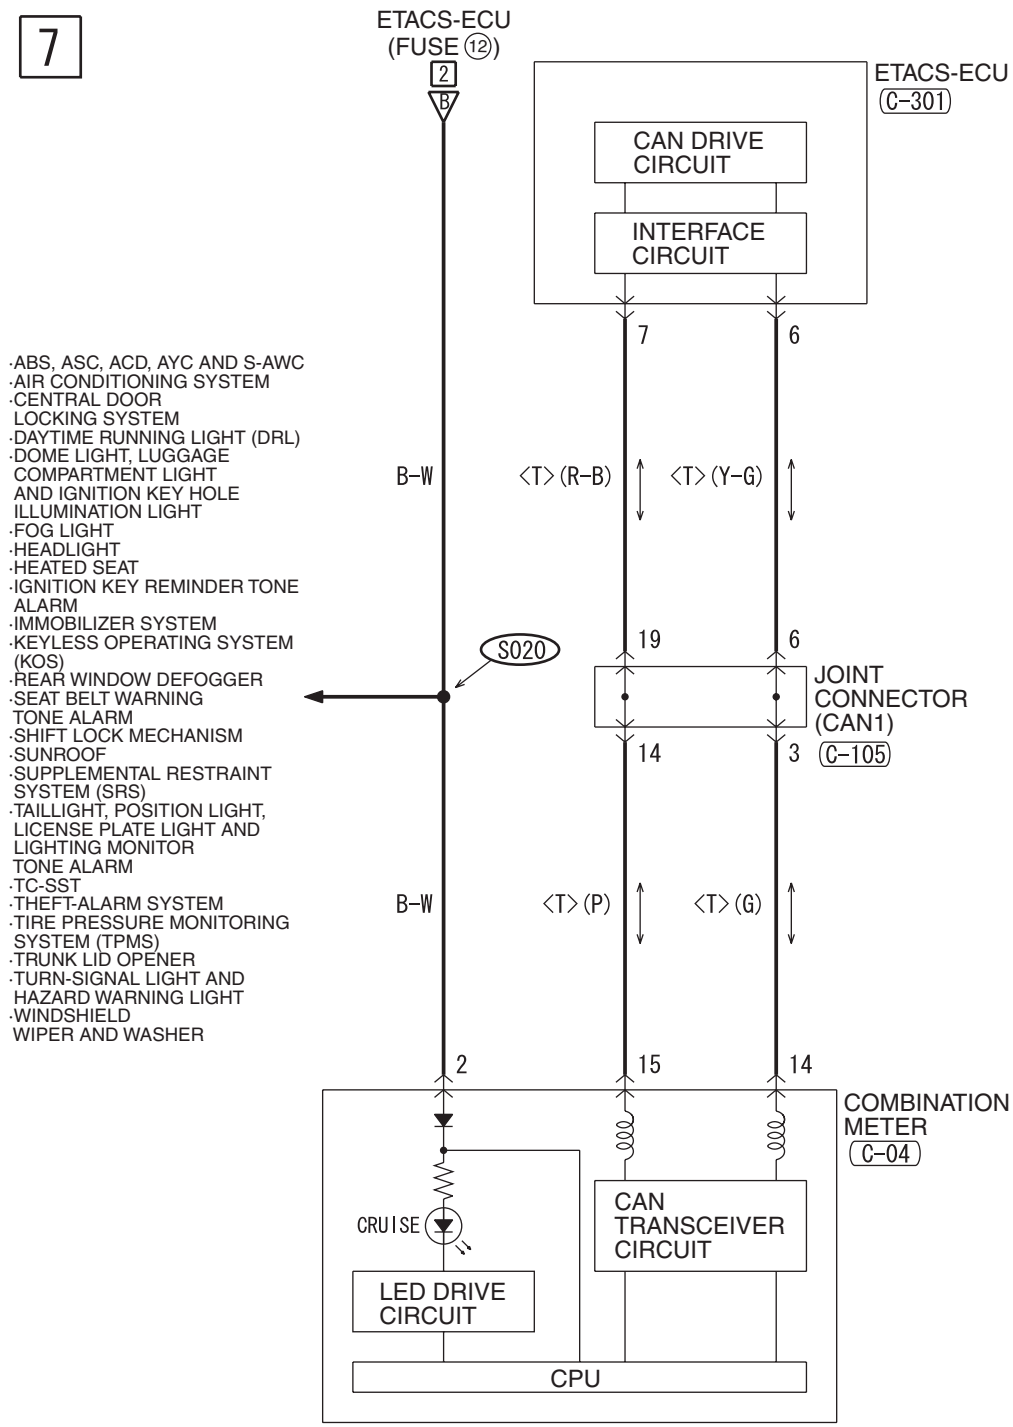 7
ETACS-ECU
(FUSE ⑫)
2
B
ETACS-ECU
C-301
CAN DRIVE
CIRCUIT
INTERFACE
CIRCUIT
7
6
·ABS, ASC, ACD, AYC AND S-AWC
·AIR CONDITIONING SYSTEM
·CENTRAL DOOR
LOCKING SYSTEM
·DAYTIME RUNNING LIGHT (DRL)
·DOME LIGHT, LUGGAGE
COMPARTMENT LIGHT
AND IGNITION KEY HOLE
ILLUMINATION LIGHT
·FOG LIGHT
·HEADLIGHT
·HEATED SEAT
·IGNITION KEY REMINDER TONE
ALARM
·IMMOBILIZER SYSTEM
·KEYLESS OPERATING SYSTEM
(KOS)
·REAR WINDOW DEFOGGER
·SEAT BELT WARNING
TONE ALARM
·SHIFT LOCK MECHANISM
·SUNROOF
·SUPPLEMENTAL RESTRAINT
SYSTEM (SRS)
·TAILLIGHT, POSITION LIGHT,
LICENSE PLATE LIGHT AND
LIGHTING MONITOR
TONE ALARM
·TC-SST
·THEFT-ALARM SYSTEM
·TIRE PRESSURE MONITORING
SYSTEM (TPMS)
·TRUNK LID OPENER
·TURN-SIGNAL LIGHT AND
HAZARD WARNING LIGHT
·WINDSHIELD
WIPER AND WASHER
B-W
<T>(R-B)
<T>(Y-G)
S020
19
6
JOINT
CONNECTOR
(CAN1)
C-105
14
3
B-W
<T>(P)
<T>(G)
2
15
14
COMBINATION
METER
C-04
CRUISE
CAN
TRANSCEIVER
CIRCUIT
LED DRIVE
CIRCUIT
CPU